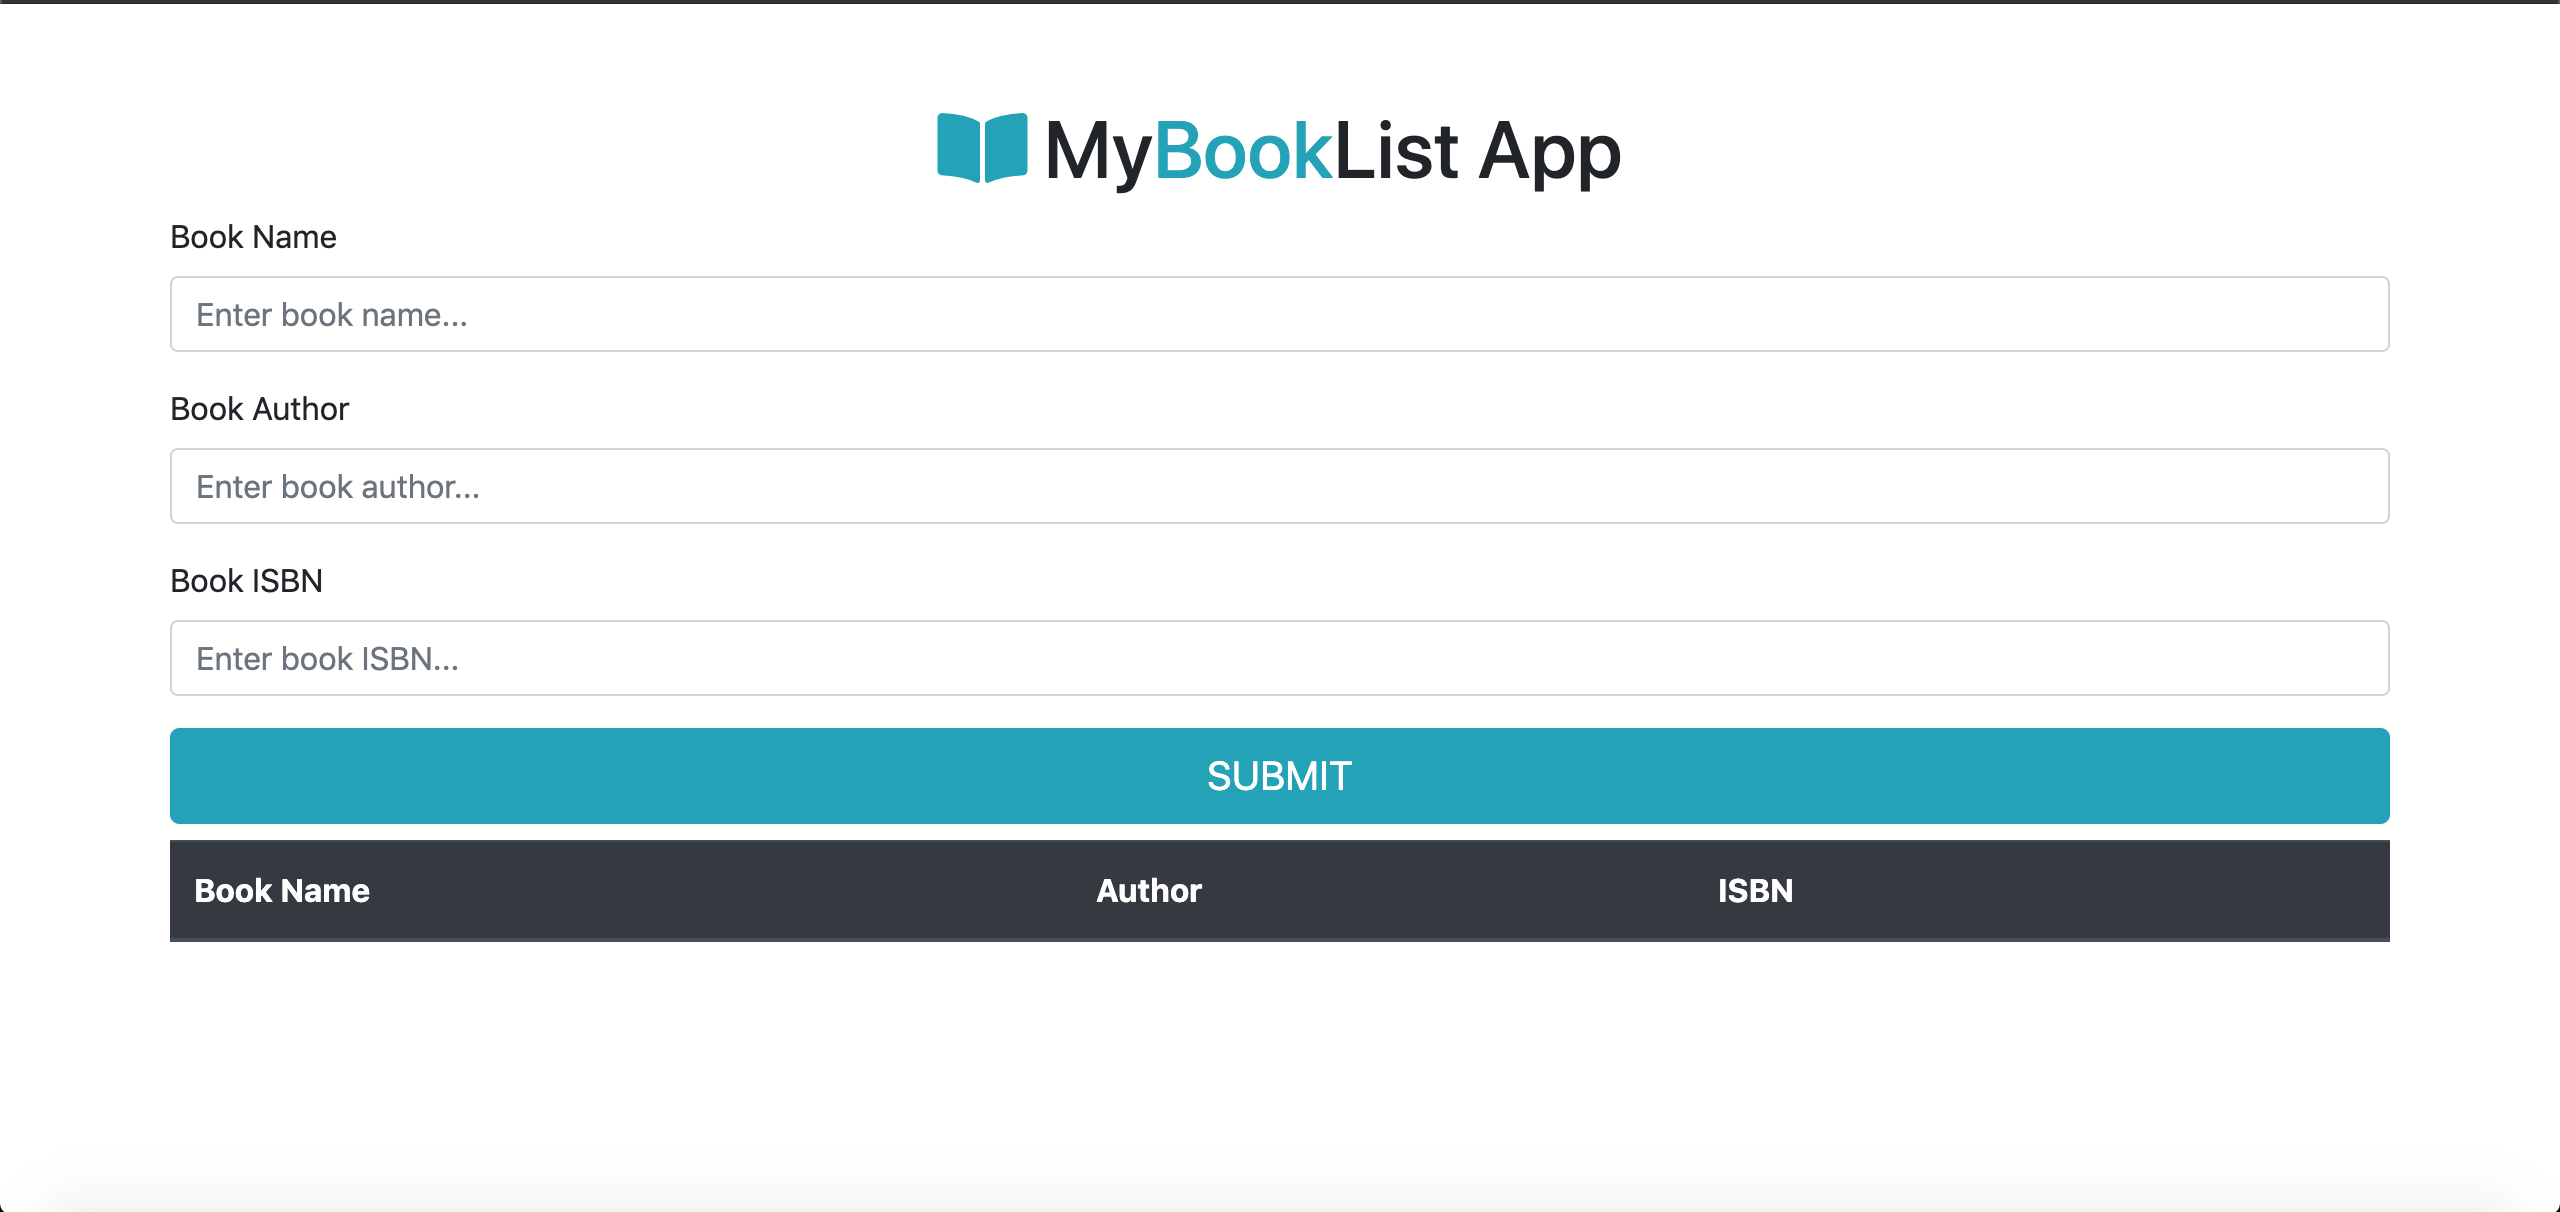 MyBookList App
Book Name
Enter book name...
Book Author
Enter book author...
Book ISBN
Enter book ISBN...
SUBMIT
Book Name Author ISBN